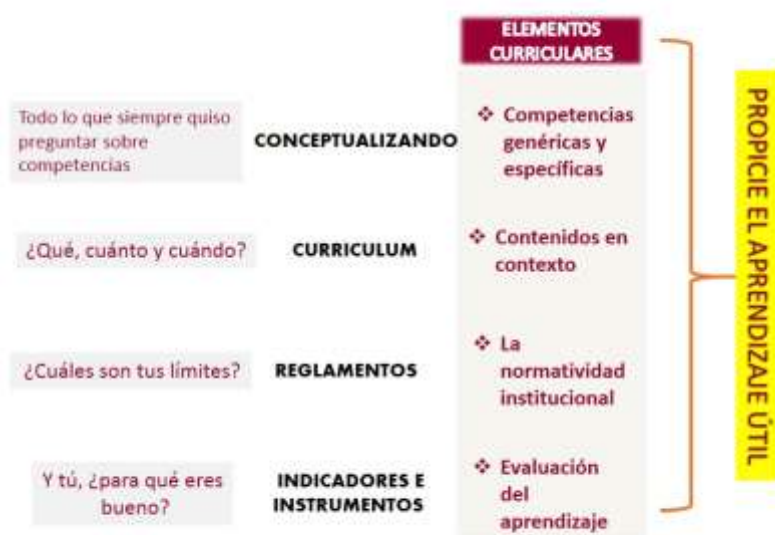 ELEMENTOS
CURRICULARES
Todo lo que siempre quiso
preguntar sobre
competencias
CONCEPTUALIZANDO
❖ Competencias
genéricas y
específicas
¿Qué, cuánto y cuándo?
CURRICULUM
❖ Contenidos en
contexto
¿Cuáles son tus límites?
REGLAMENTOS
❖ La
normatividad
institucional
Y tú, ¿para qué eres
bueno?
INDICADORES E
INSTRUMENTOS
❖ Evaluación
del
aprendizaje
PROPICIE EL APRENDIZAJE ÚTIL